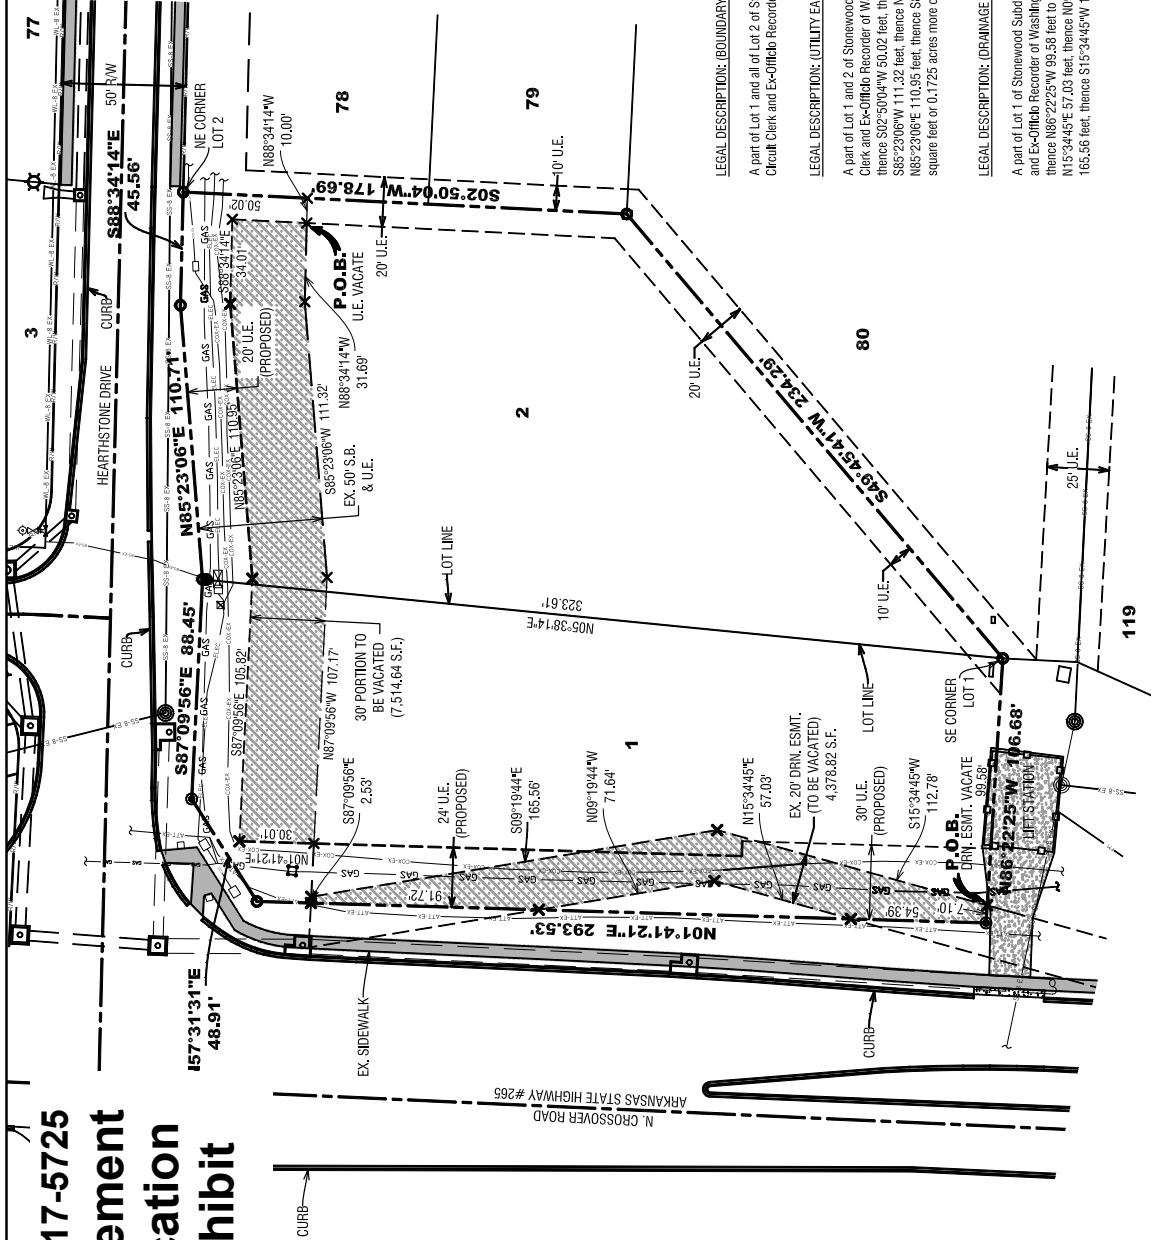 17-5725
ement
cation
hibit
77
3
50' R/W
S88°34'14"E
45.56'
NE CORNER
LOT 2
HEARTHSTONE DRIVE
CURB
CURB
N88°34'14"W
10.00'
78
79
10' U.E.
S02°50'04"W 178.69'
50.02'
S88°34'14"E
34.01'
20' U.E.
P.O.B.
U.E. VACATE
N88°34'14"W
31.69'
N85°23'06"E 110.71'
20' U.E.
(PROPOSED)
N85°23'06"E 110.95'
S85°23'06"W 111.32'
EX. 50' S.B.
& U.E.
2
20' U.E.
80
S49°45'41"W 234.29'
10' U.E.
25' U.E.
119
LOT LINE
N05°38'14"E
323.61'
LOT LINE
SE CORNER
LOT 1
S87°09'56"E 88.45'
S87°09'56"E 105.82'
N87°09'56"W 107.17'
30' PORTION TO
BE VACATED
(7,514.64 S.F.)
1
30.01'
N01°41'21"E
S87°09'56"E
2.53'
24' U.E.
(PROPOSED)
S09°19'44"E
165.56'
N09°19'44"W
71.64'
N15°34'45"E
57.03'
EX. 20' DRN. ESMT.
(TO BE VACATED)
4,378.82 S.F.
30' U.E.
(PROPOSED)
S15°34'45"W
112.78'
P.O.B.
DRN. ESMT. VACATE
99.58'
N86°22'25"W 106.68'
LIFT STATION
7.10'
54.39'
91.72'
N01°41'21"E 293.53'
N57°31'31"E
48.91'
EX. SIDEWALK
CURB
N. CROSSOVER ROAD
ARKANSAS STATE HIGHWAY #265
CURB
GAS
ELEC
COX-EX
ATT-EX
SS-8 EX
WL-8 EX
R/W
LEGAL DESCRIPTION: (BOUNDARY
A part of Lot 1 and all of Lot 2 of S
Circuit Clerk and Ex-Officio Recorde
LEGAL DESCRIPTION: (UTILITY EA
A part of Lot 1 and 2 of Stonewood
Clerk and Ex-Officio Recorder of W
thence S02°50'04"W 50.02 feet, th
S85°23'06"W 111.32 feet, thence N
N85°23'06"E 110.95 feet, thence S8
square feet or 0.1725 acres more o
LEGAL DESCRIPTION: (DRAINAGE
A part of Lot 1 of Stonewood Subd
and Ex-Officio Recorder of Washing
thence N86°22'25"W 99.58 feet to
N15°34'45"E 57.03 feet, thence N0
165.56 feet, thence S15°34'45"W 1